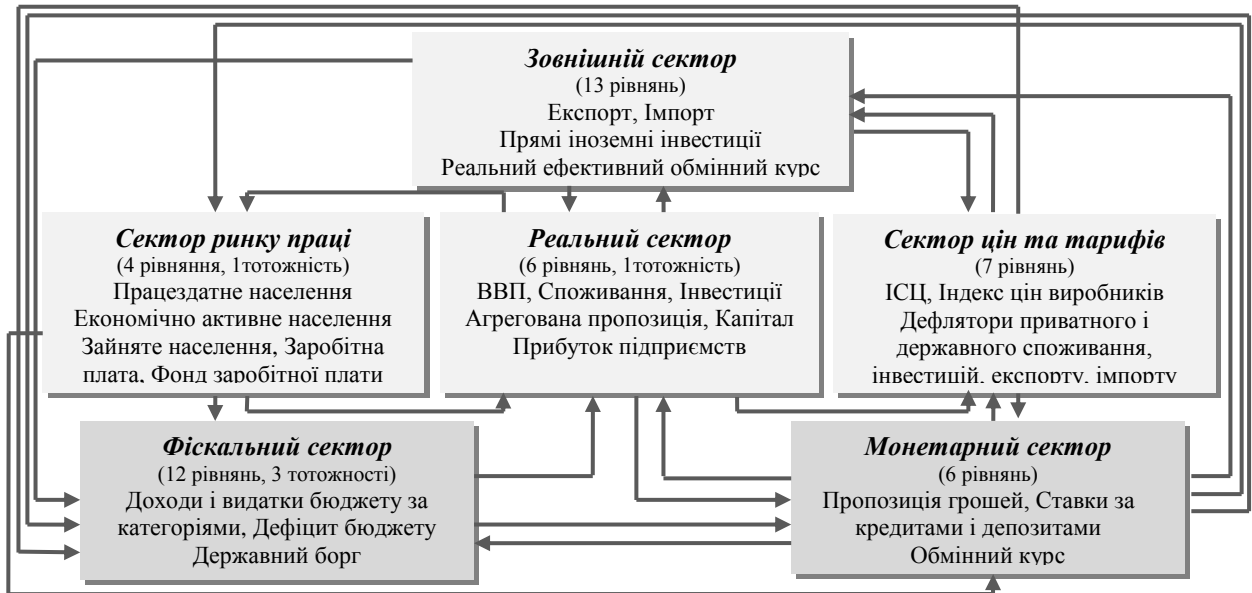 Зовнішній сектор
(13 рівнянь)
Експорт, Імпорт
Прямі іноземні інвестиції
Реальний ефективний обмінний курс
Сектор ринку праці
(4 рівняння, 1тотожність)
Працездатне населення
Економічно активне населення
Зайняте населення, Заробітна
плата, Фонд заробітної плати
Реальний сектор
(6 рівнянь, 1тотожність)
ВВП, Споживання, Інвестиції
Агрегована пропозиція, Капітал
Прибуток підприємств
Сектор цін та тарифів
(7 рівнянь)
ІСЦ, Індекс цін виробників
Дефлятори приватного і
державного споживання,
інвестицій, експорту, імпорту
Фіскальний сектор
(12 рівнянь, 3 тотожності)
Доходи і видатки бюджету за
категоріями, Дефіцит бюджету
Державний борг
Монетарний сектор
(6 рівнянь)
Пропозиція грошей, Ставки за
кредитами і депозитами
Обмінний курс